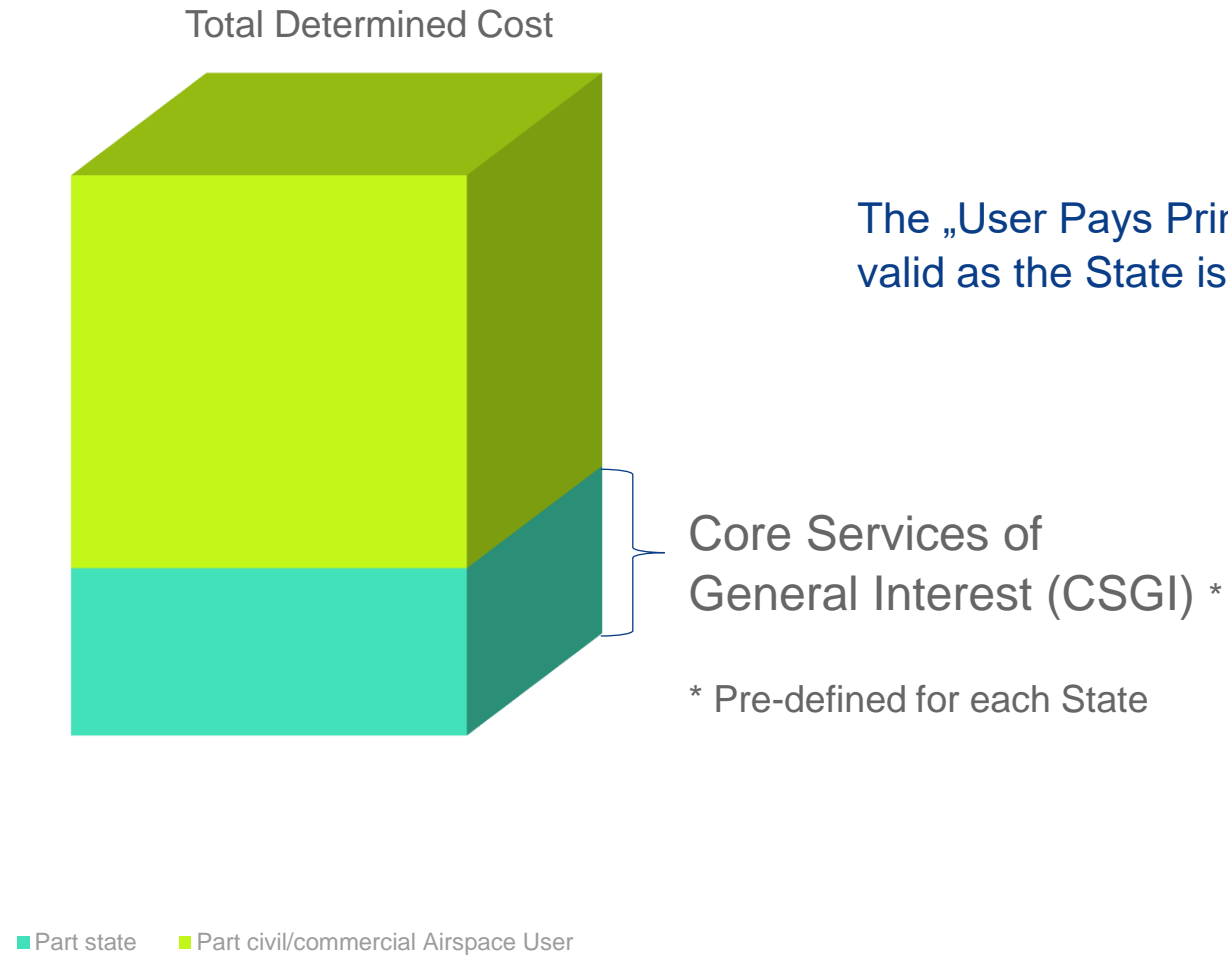 Total Determined Cost
The „User Pays
valid as the State is
Core Services of
General Interest (CSGI) *
* Pre-defined for each State
Part state
Part civil/commercial Airspace User